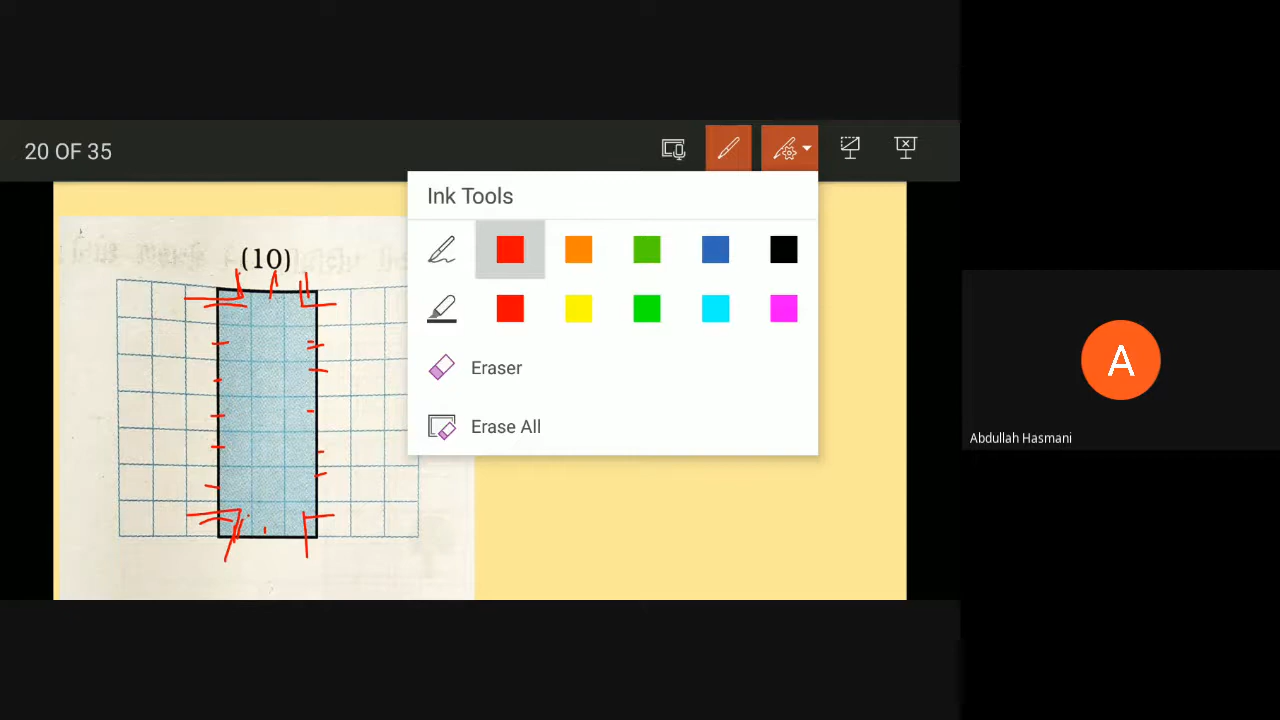 20 OF 35
Ink Tools
(10)
Eraser
Erase All
A
Abdullah Hasmani